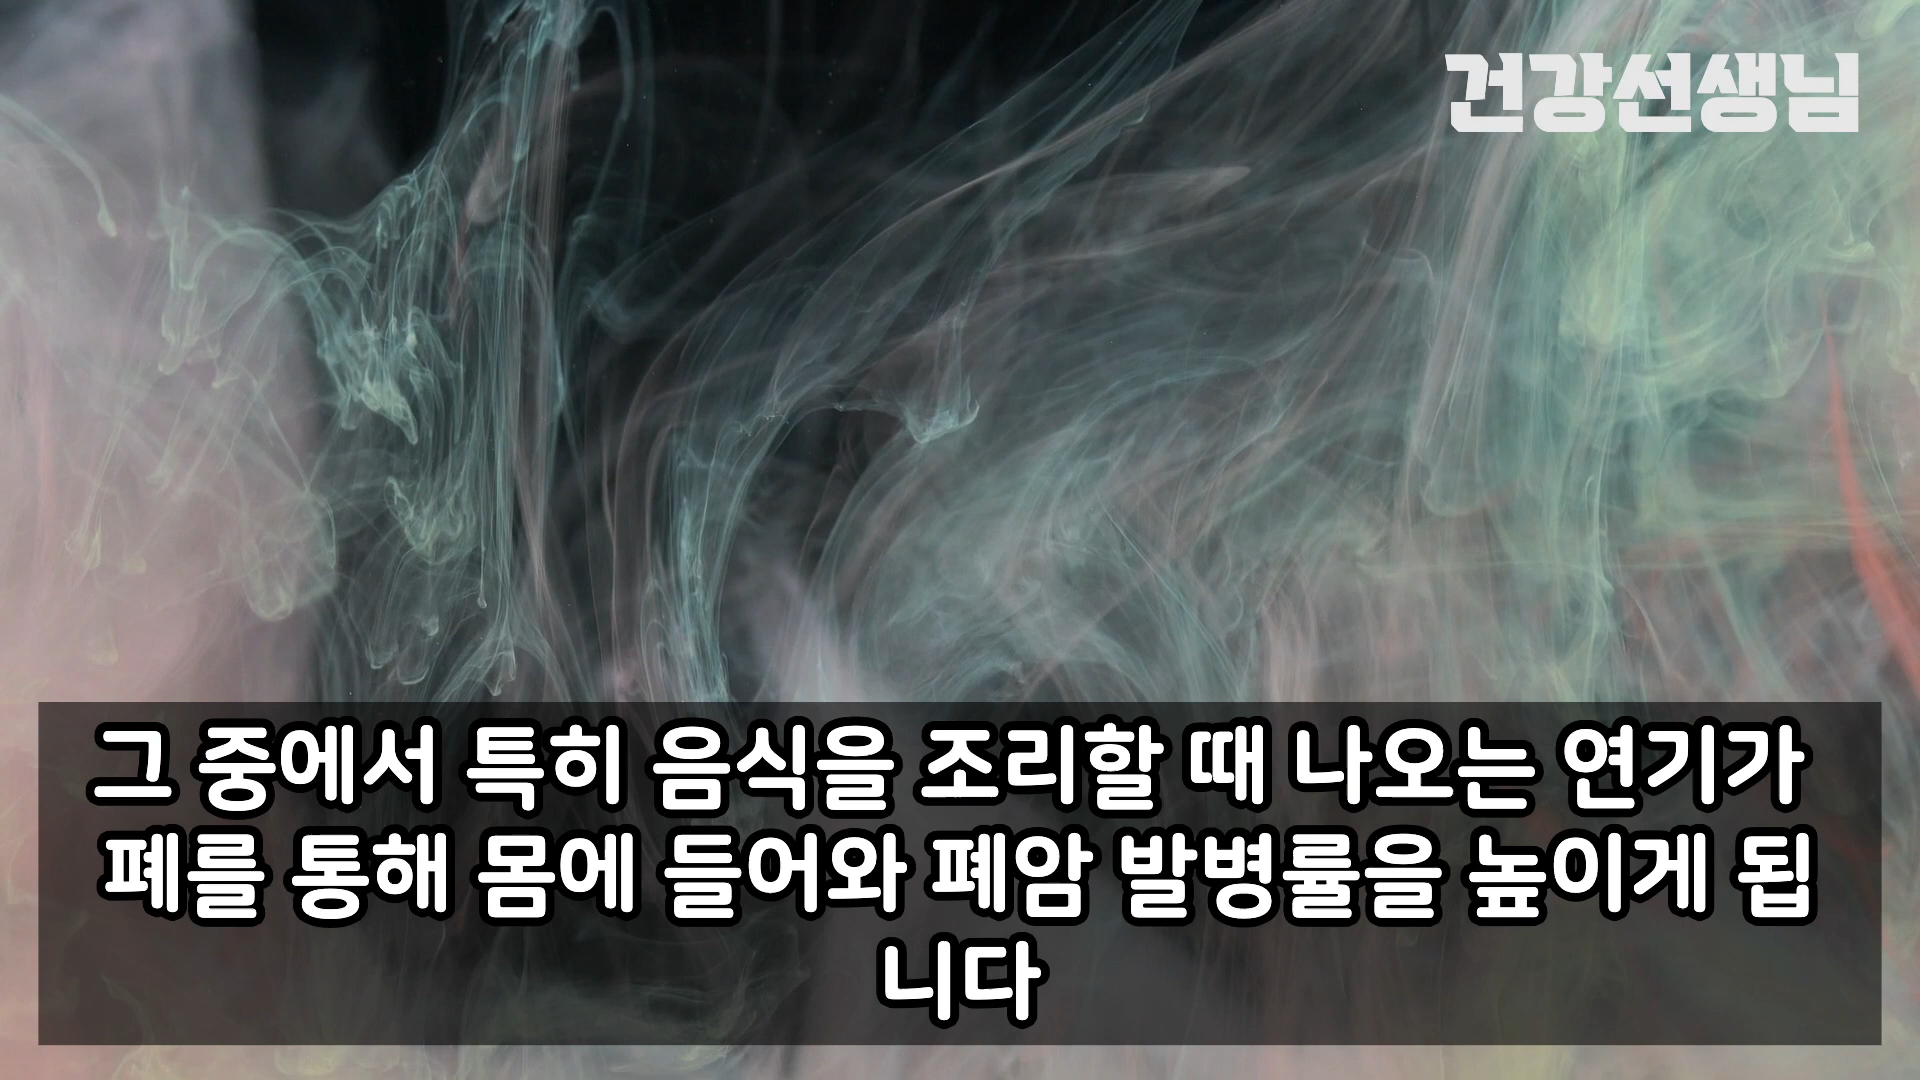 건강선생님
그 중에서 특히 음식을 조리할 때 나오는 연기가
폐를 통해 몸에 들어와 폐암 발병률을 높이게 됩
니다